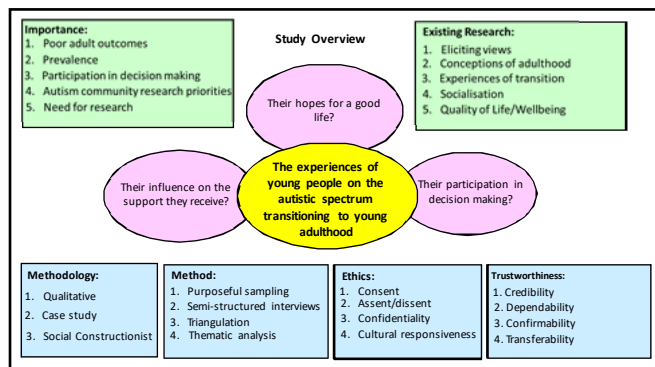 Study Overview
Importance:
1. Poor adult outcomes
2. Prevalence
3. Participation in decision making
4. Autism community research priorities
5. Need for research
Existing Research:
1. Eliciting views
2. Conceptions of adulthood
3. Experiences of transition
4. Socialisation
5. Quality of Life/Wellbeing
Their hopes for a good
life?
Their influence on the
support they receive?
The experiences of
young people on the
autistic spectrum
transitioning to young
adulthood
Their participation in
decision making?
Methodology:
1. Qualitative
2. Case study
3. Social Constructionist
Method:
1. Purposeful sampling
2. Semi-structured interviews
3. Triangulation
4. Thematic analysis
Ethics:
1. Consent
2. Assent/dissent
3. Confidentiality
4. Cultural responsiveness
Trustworthiness:
1. Credibility
2. Dependability
3. Confirmability
4. Transferability